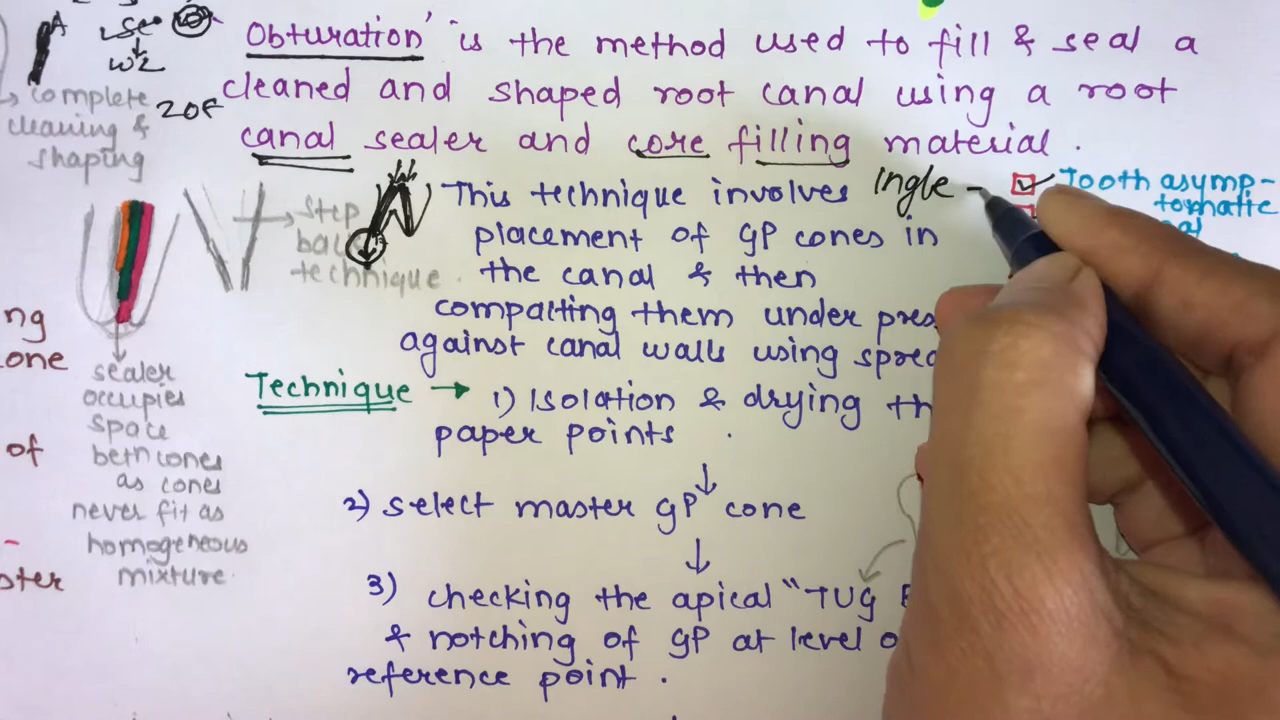 Obturation' is the method used to fill & seal a
cleaned and shaped root canal using a root
canal sealer and core filling material.
complete
cleaning &
shaping
Step
technique.
This technique involves
placement of GP cones in
the canal & then
compacting them under
against canal walls using
Ingle -
Tooth asymp-
tomatic
ng
one
of
sealer
occupies
space
betn cones
as cones
never fit as
homogeneous
mixture.
Technique → 1) Isolation & drying
paper points .
2) select master GP cone
3) checking the apical "TUG
& notching of GP at level
reference point .